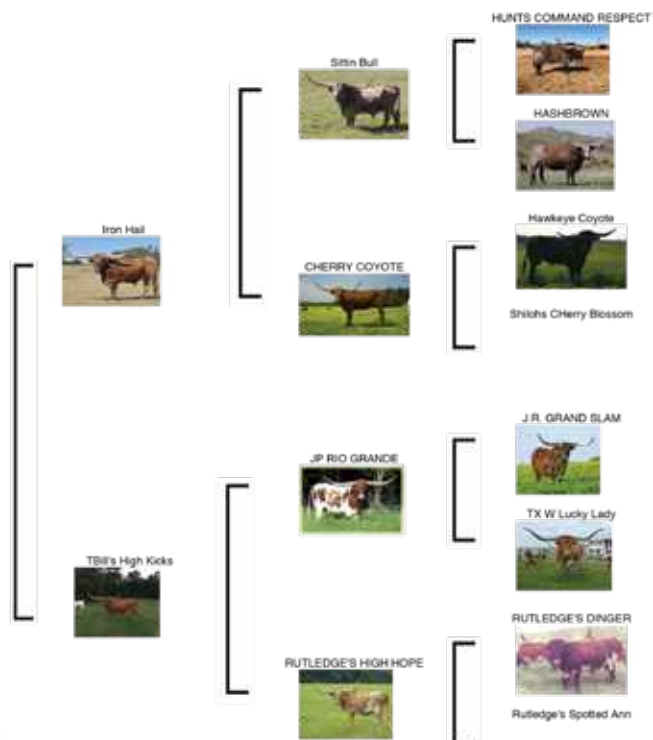 HUNTS COMMAND RESPECT
Sittin Bull
HASHBROWN
Iron Hail
Hawkeye Coyote
CHERRY COYOTE
Shilohs CHerry Blossom
J.R. GRAND SLAM
JP RIO GRANDE
TX W Lucky Lady
TBill's High Kicks
RUTLEDGE'S DINGER
RUTLEDGE'S HIGH HOPE
Rutledge's Spotted Ann